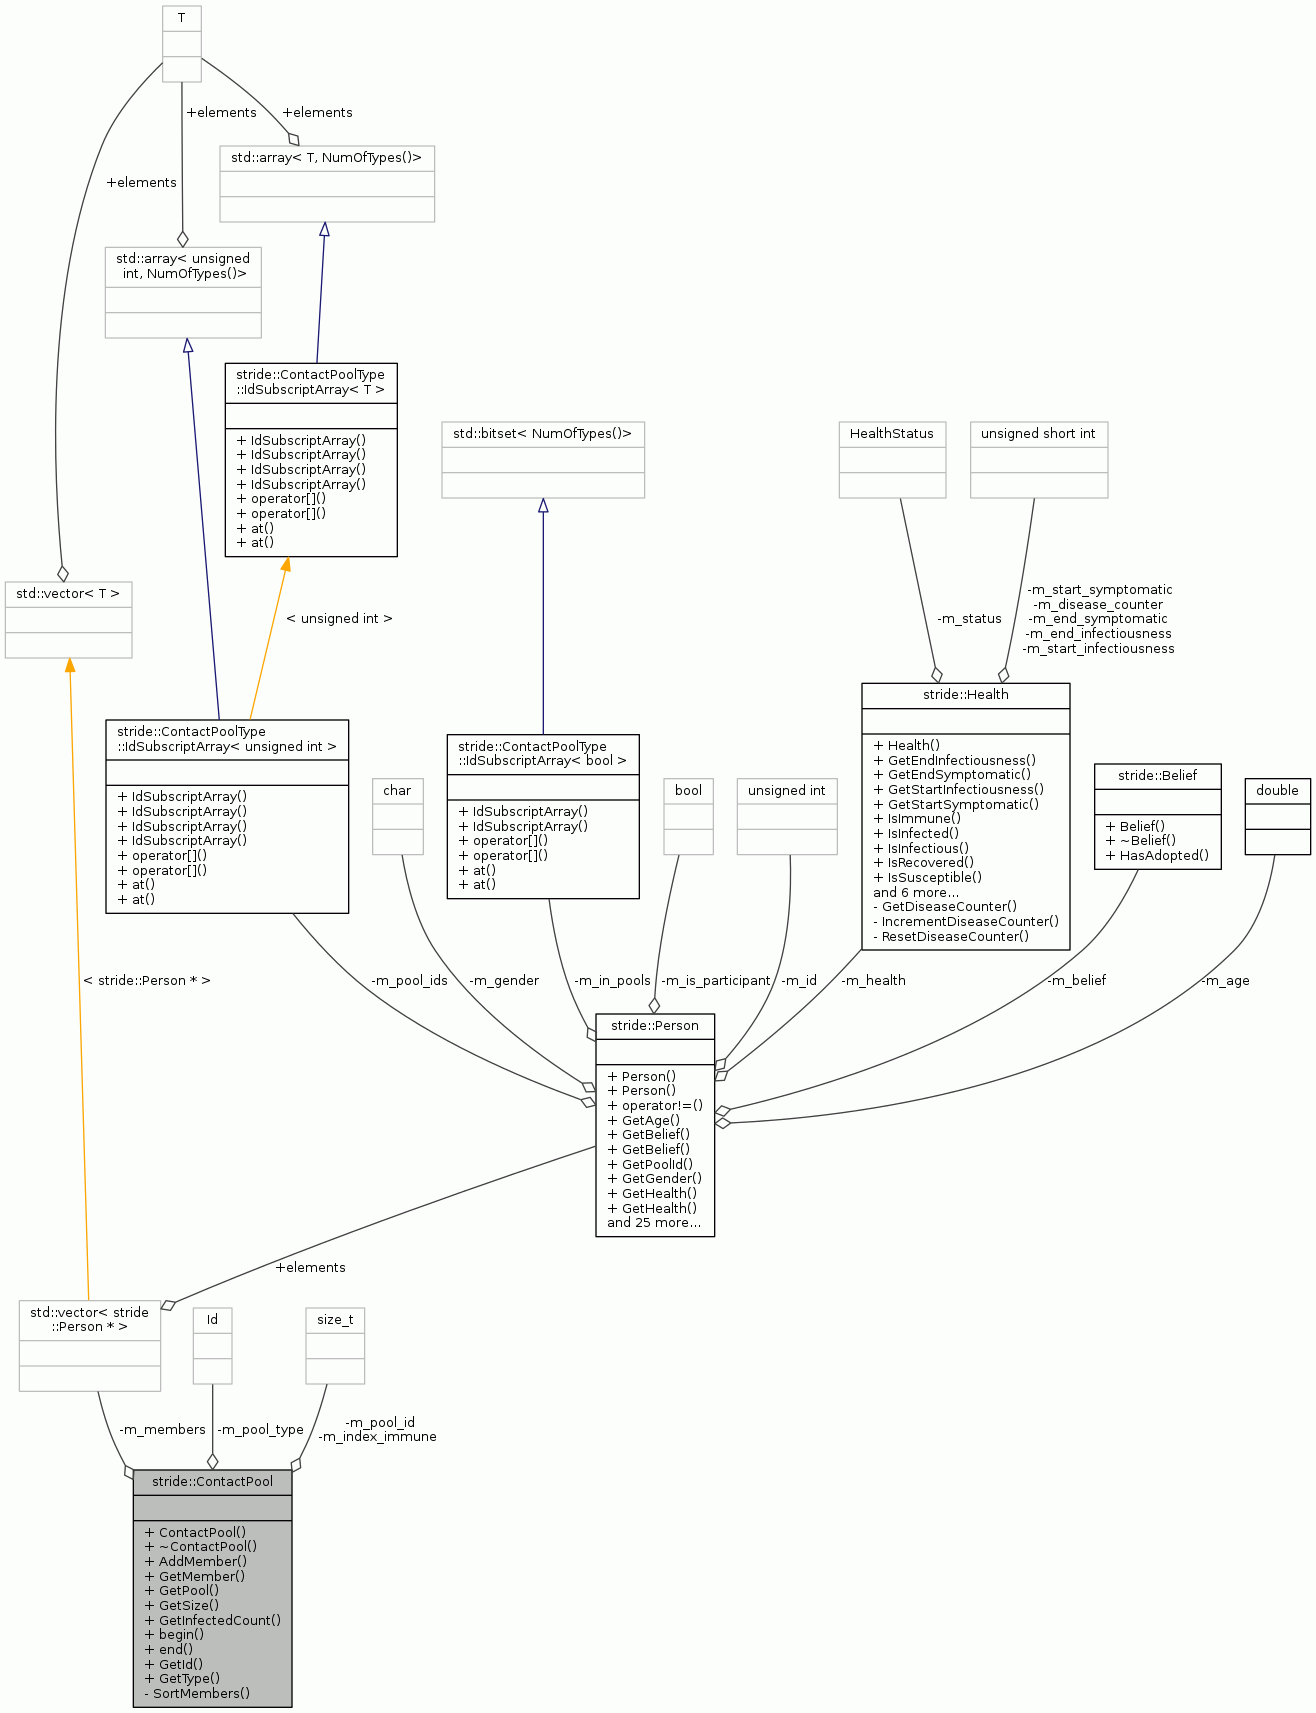 T
+elements
+elements
std::array< T, NumOfTypes()>
+elements
std::array< unsigned
int, NumOfTypes()>
stride::ContactPoolType
::IdSubscriptArray< T >
+ IdSubscriptArray()
+ IdSubscriptArray()
+ IdSubscriptArray()
+ IdSubscriptArray()
+ operator[]()
+ operator[]()
+ at()
+ at()
std::bitset< NumOfTypes()>
HealthStatus
unsigned short int
std::vector< T >
< unsigned int >
-m_status
-m_start_symptomatic
-m_disease_counter
-m_end_symptomatic
-m_end_infectiousness
-m_start_infectiousness
stride::ContactPoolType
::IdSubscriptArray< unsigned int >
+ IdSubscriptArray()
+ IdSubscriptArray()
+ IdSubscriptArray()
+ IdSubscriptArray()
+ operator[]()
+ operator[]()
+ at()
+ at()
char
stride::ContactPoolType
::IdSubscriptArray< bool >
+ IdSubscriptArray()
+ IdSubscriptArray()
+ operator[]()
+ operator[]()
+ at()
+ at()
bool
unsigned int
stride::Health
+ Health()
+ GetEndInfectiousness()
+ GetEndSymptomatic()
+ GetStartInfectiousness()
+ GetStartSymptomatic()
+ IsImmune()
+ IsInfected()
+ IsInfectious()
+ IsRecovered()
+ IsSusceptible()
and 6 more...
- GetDiseaseCounter()
- IncrementDiseaseCounter()
- ResetDiseaseCounter()
stride::Belief
+ Belief()
+ ~Belief()
+ HasAdopted()
double
< stride::Person * >
-m_pool_ids
-m_gender
-m_in_pools
-m_is_participant
-m_id
-m_health
-m_belief
-m_age
stride::Person
+ Person()
+ Person()
+ operator!=()
+ GetAge()
+ GetBelief()
+ GetBelief()
+ GetPoolId()
+ GetGender()
+ GetHealth()
+ GetHealth()
and 25 more...
+elements
std::vector< stride
::Person * >
Id
size_t
-m_members
-m_pool_type
-m_pool_id
-m_index_immune
stride::ContactPool
+ ContactPool()
+ ~ContactPool()
+ AddMember()
+ GetMember()
+ GetPool()
+ GetSize()
+ GetInfectedCount()
+ begin()
+ end()
+ GetId()
+ GetType()
- SortMembers()